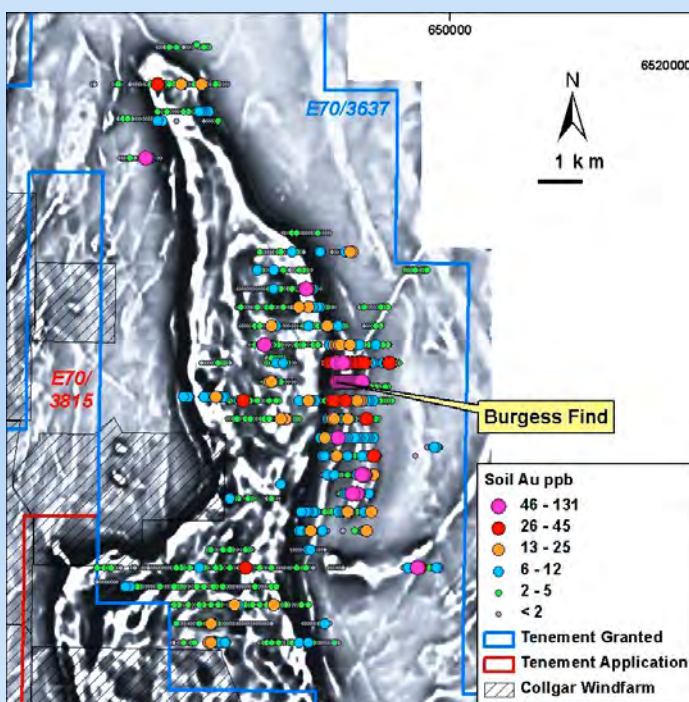 650000
6520000
E70/3637
N
1 km
E70/
3815
Burgess Find
Soil Au ppb
46 - 131
26 - 45
13 - 25
6 - 12
2 - 5
< 2
Tenement Granted
Tenement Application
Collgar Windfarm